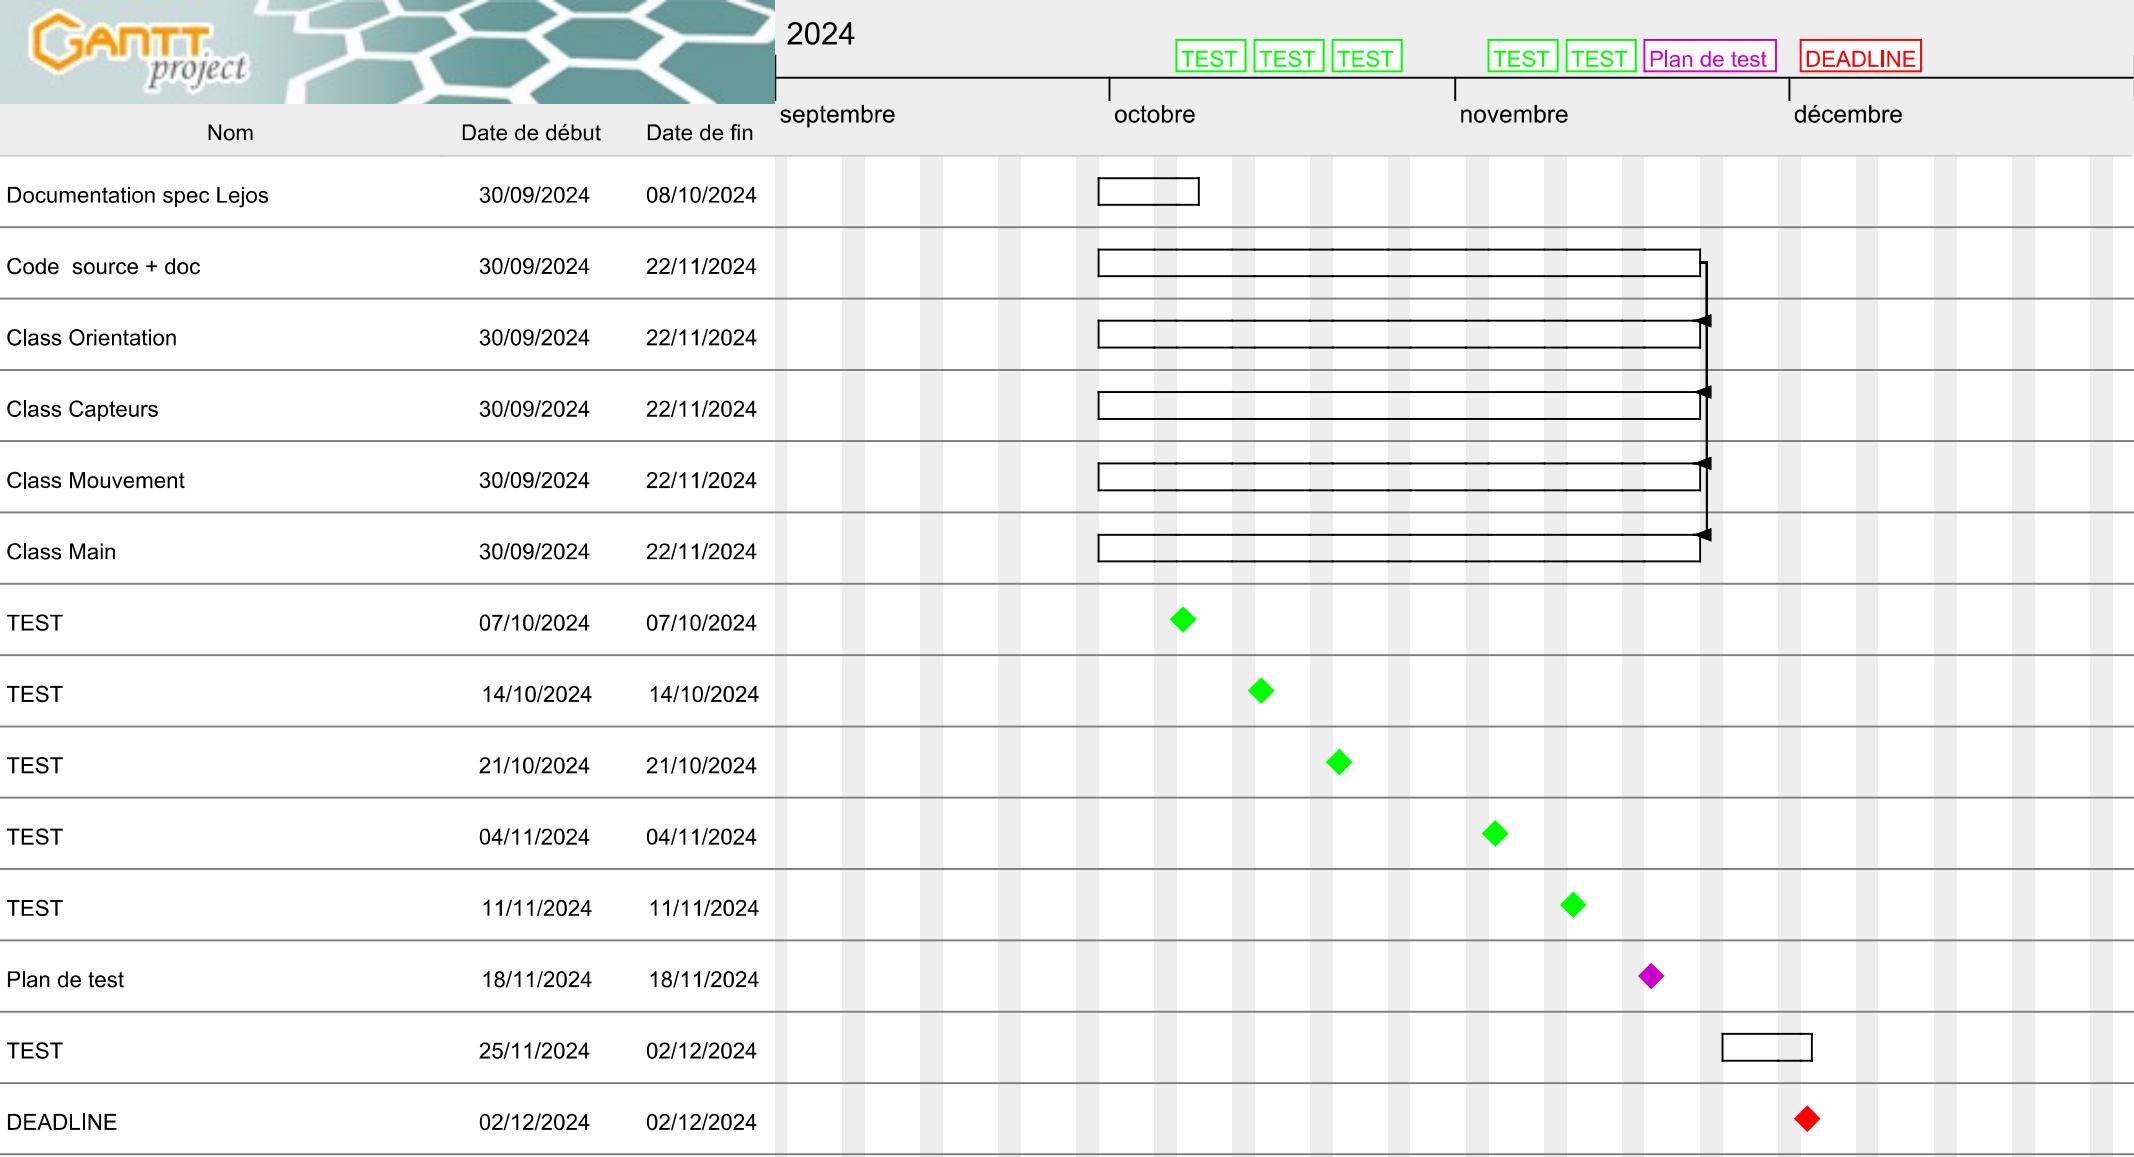 GANTT
project
2024
TEST TEST TEST TEST TEST Plan de test DEADLINE
septembre octobre novembre décembre
Nom Date de début Date de fin
Documentation spec Lejos 30/09/2024 08/10/2024
Code source + doc 30/09/2024 22/11/2024
Class Orientation 30/09/2024 22/11/2024
Class Capteurs 30/09/2024 22/11/2024
Class Mouvement 30/09/2024 22/11/2024
Class Main 30/09/2024 22/11/2024
TEST 07/10/2024 07/10/2024
TEST 14/10/2024 14/10/2024
TEST 21/10/2024 21/10/2024
TEST 04/11/2024 04/11/2024
TEST 11/11/2024 11/11/2024
Plan de test 18/11/2024 18/11/2024
TEST 25/11/2024 02/12/2024
DEADLINE 02/12/2024 02/12/2024